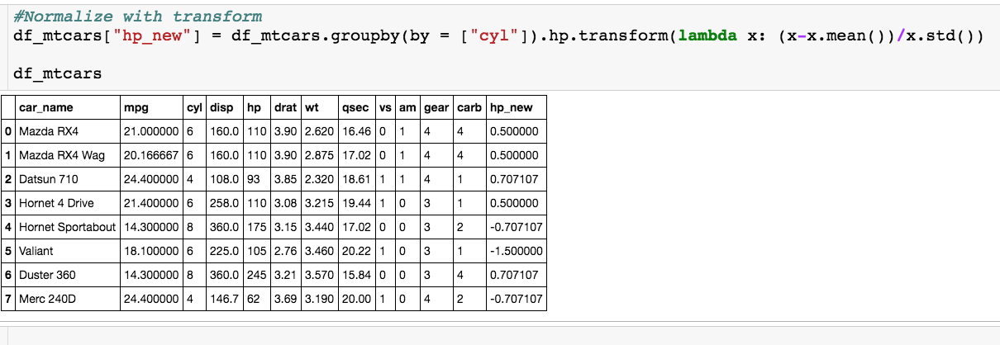 #Normalize with transform
df_mtcars["hp_new"] = df_mtcars.groupby(by = ["cyl"]).hp.transform(lambda x: (x-x.mean())/x.std())
df_mtcars
car_name mpg cyl disp hp drat wt qsec vs am gear carb hp_new
0 Mazda RX4 21.000000 6 160.0 110 3.90 2.620 16.46 0 1 4 4 0.500000
1 Mazda RX4 Wag 20.166667 6 160.0 110 3.90 2.875 17.02 0 1 4 4 0.500000
2 Datsun 710 24.400000 4 108.0 93 3.85 2.320 18.61 1 1 4 1 0.707107
3 Hornet 4 Drive 21.400000 6 258.0 110 3.08 3.215 19.44 1 0 3 1 0.500000
4 Hornet Sportabout 14.300000 8 360.0 175 3.15 3.440 17.02 0 0 3 2 -0.707107
5 Valiant 18.100000 6 225.0 105 2.76 3.460 20.22 1 0 3 1 -1.500000
6 Duster 360 14.300000 8 360.0 245 3.21 3.570 15.84 0 0 3 4 0.707107
7 Merc 240D 24.400000 4 146.7 62 3.69 3.190 20.00 1 0 4 2 -0.707107